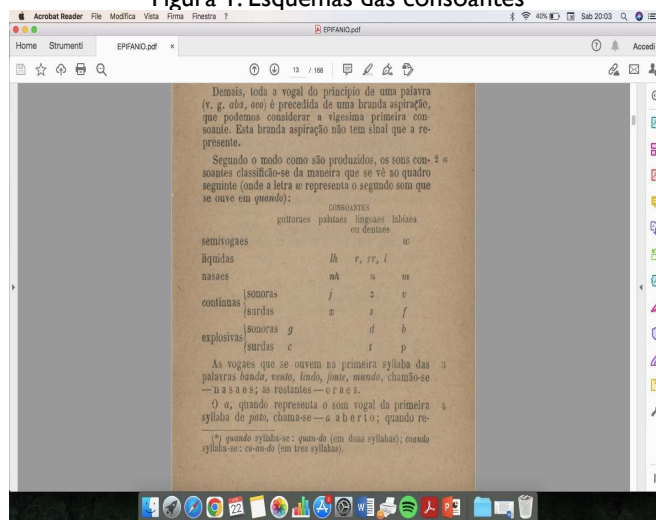 Figura 1. Esquemas das consoantes
Acrobat Reader File Modifica Vista Firma Finestra ? 40% Sab 20:03
EPIFANIO.pdf
Home Strumenti EPIFANIO.pdf × Accedi
13 / 168
Demais, toda a vogal do principio de uma palavra
(v. g. aba, ovo) é precedida de uma branda aspiração,
que podemos considerar a vigesima primeira con-
soante. Esta branda aspiração não tem sinal que a re-
presente.
Segundo o modo como são produzidos, os sons con- 2 a
soantes classificão-se da maneira que se vê no quadro
seguinte (onde a letra w representa o segundo som que
se ouve em quando):
CONSOANTES
gutturaes palataes lingoaes labiaes
ou dentaes
semivogaes w
liquidas lh r, rr, l
nasaes nh n m
continuas sonoras j z v
surdas x s f
explosivas sonoras g d b
surdas c t p
As vogaes que se ouvem na primeira syllaba das 3
palavras banda, vento, lindo, fonte, mundo, chamão-se
—nasaes; as restantes—oraes.
O a, quando representa o som vogal da primeira 4
syllaba de pato, chama-se—a aberto; quando re-
(*) quando syllaba-se: quan-do (em duas syllabas); coando
syllaba-se: co-an-do (em tres syllabas).
22